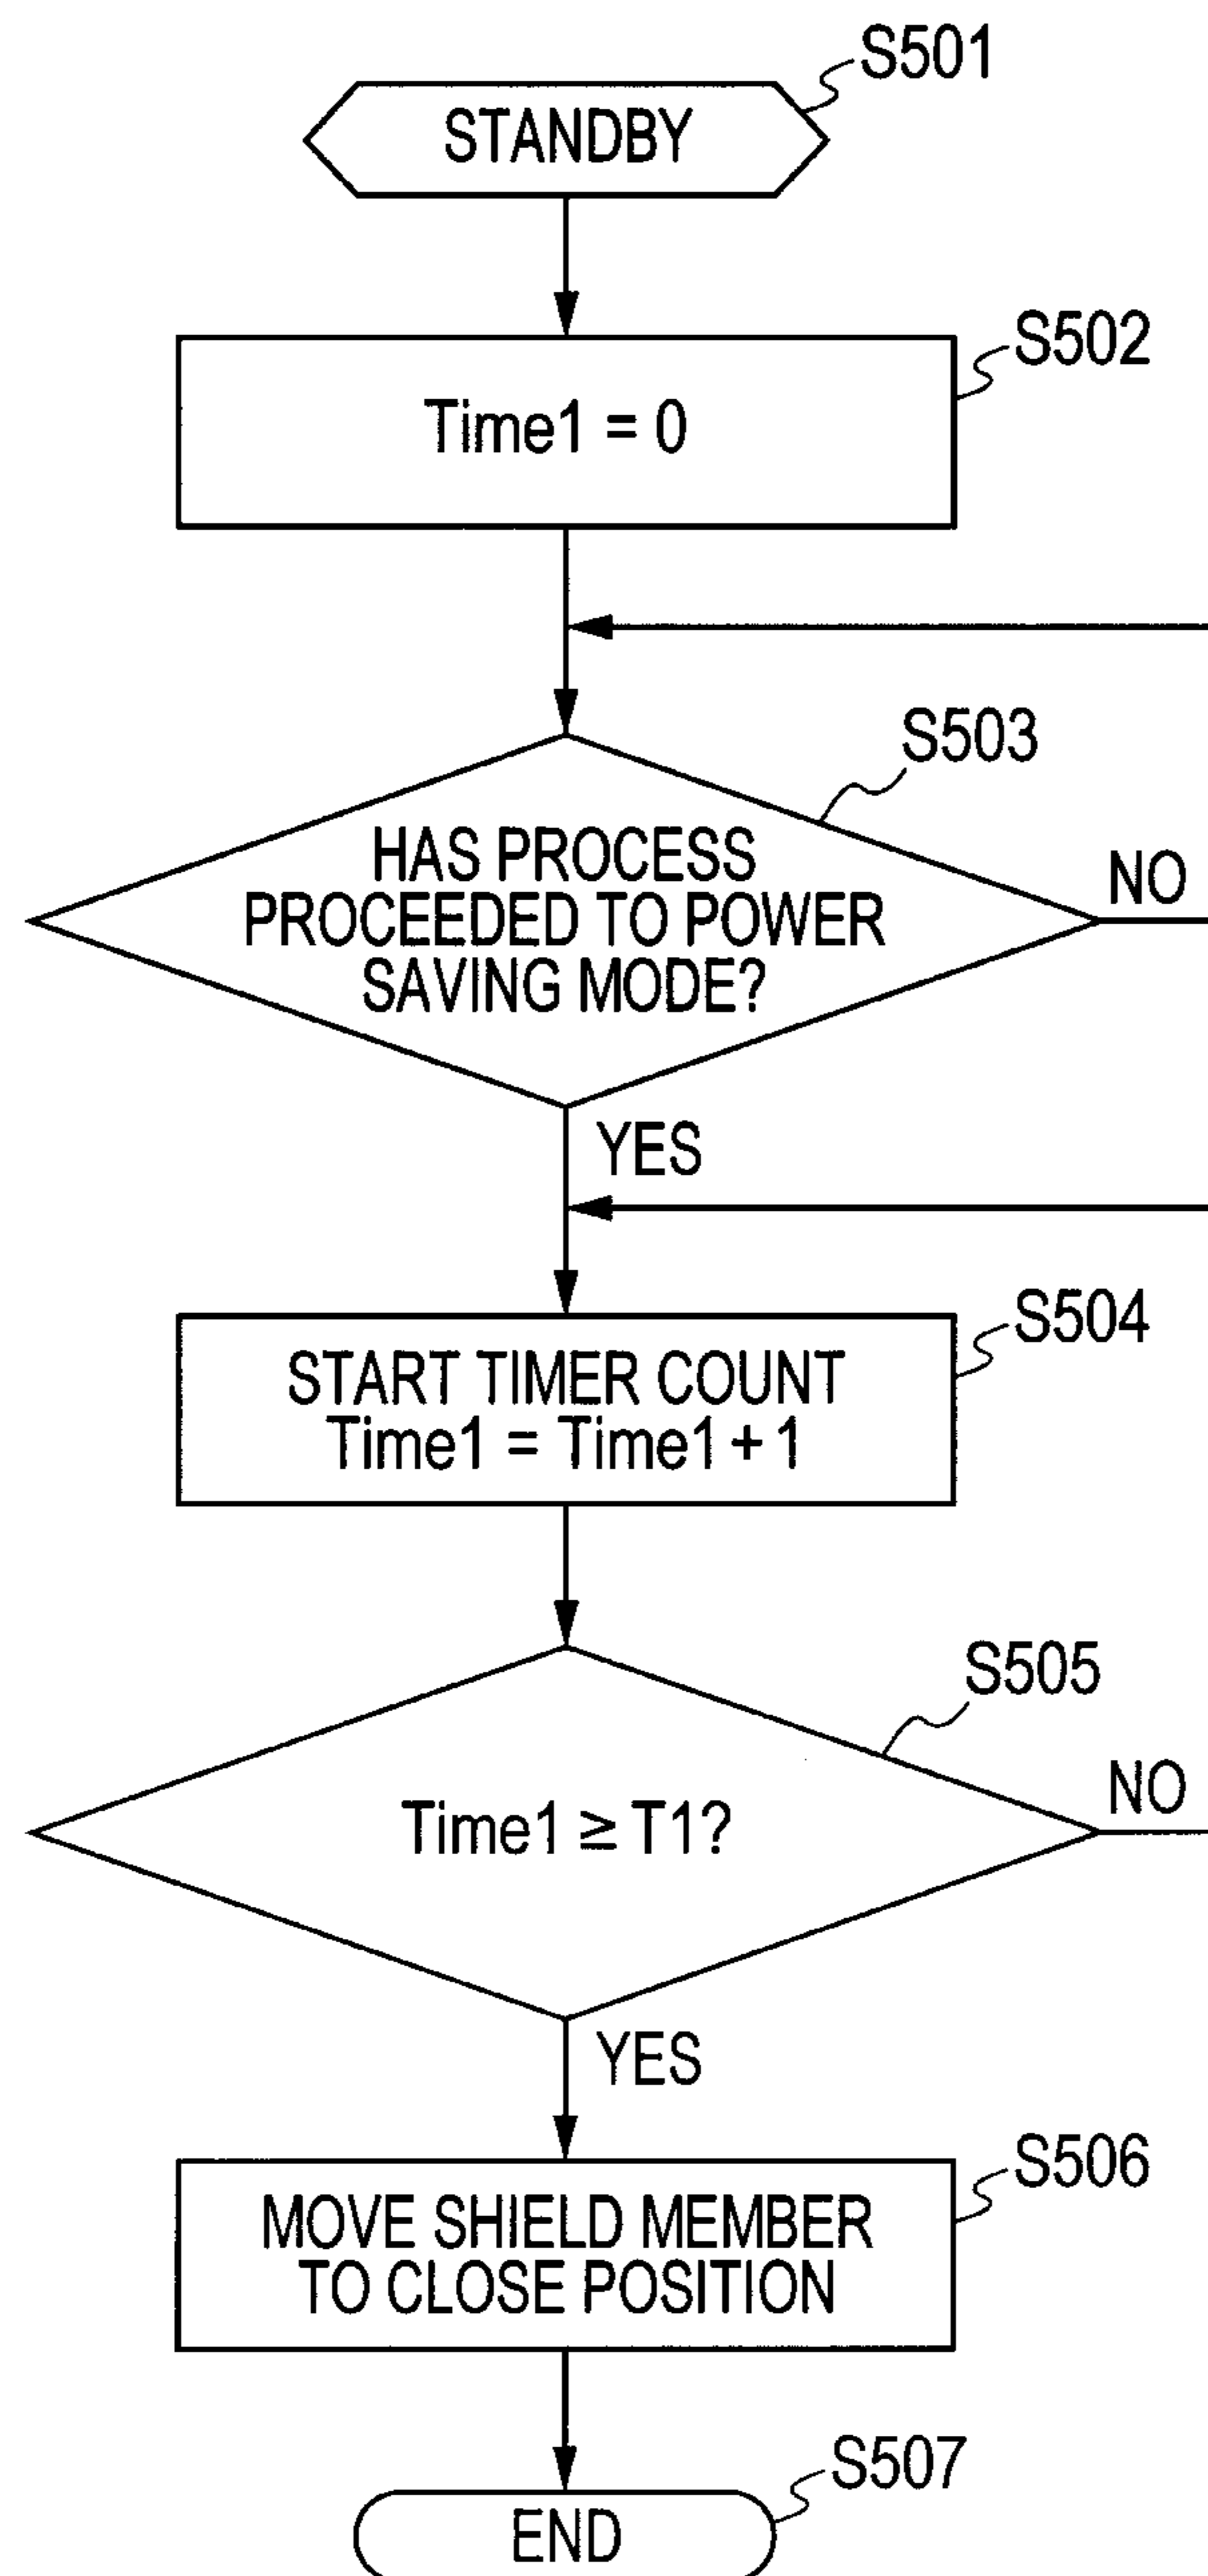 S501
STANDBY
S502
Time1 = 0
S503
HAS PROCESS
PROCEEDED TO POWER
SAVING MODE?
NO
YES
S504
START TIMER COUNT
Time1 = Time1 + 1
S505
Time1 ≥ T1?
NO
YES
S506
MOVE SHIELD MEMBER
TO CLOSE POSITION
S507
END